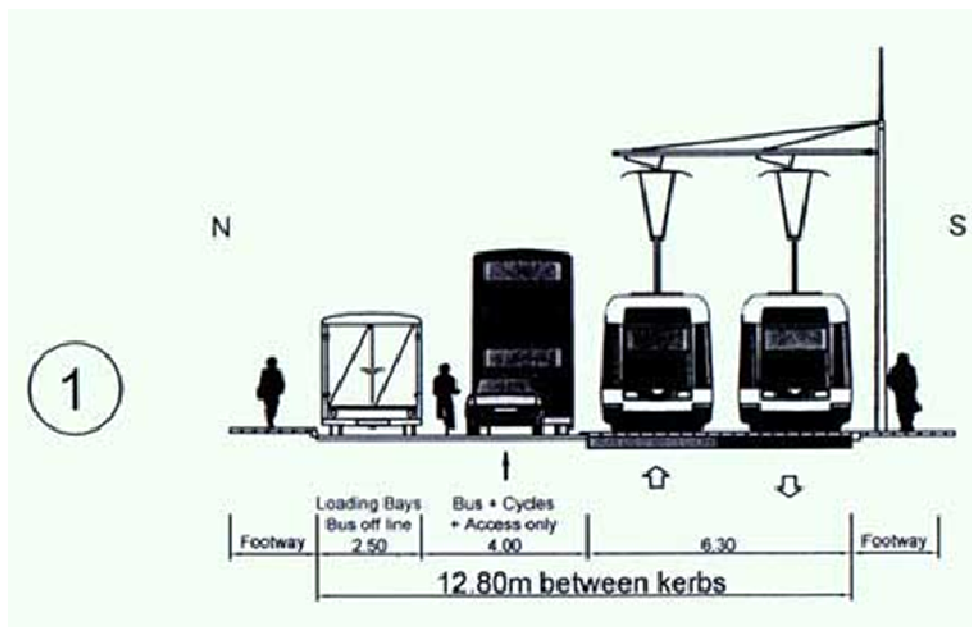 N
S
1
Loading Bays
Bus off line
2.50
Bus + Cycles
+ Access only
4.00
Footway
6.30
Footway
12.80m between kerbs